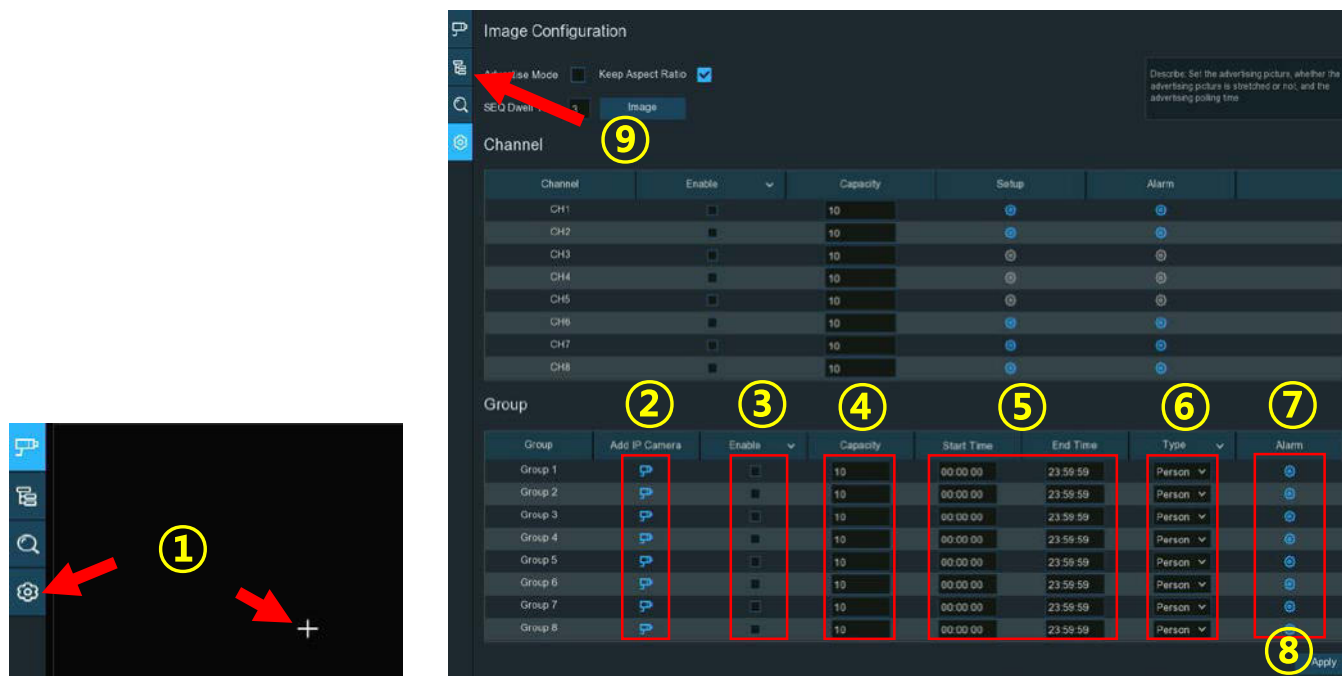 ①
Image Configuration
Advertise Mode Keep Aspect Ratio
SEQ Dwell 3 Image
Describe: Set the advertising picture, whether the
advertising picture is stretched or not, and the
advertising polling time
⑨
Channel
Channel Enable Capacity Setup Alarm
CH1 10
CH2 10
CH3 10
CH4 10
CH5 10
CH6 10
CH7 10
CH8 10
② ③ ④ ⑤ ⑥ ⑦
Group
Group Add IP Camera Enable Capacity Start Time End Time Type Alarm
Group 1 10 00:00:00 23:59:59 Person
Group 2 10 00:00:00 23:59:59 Person
Group 3 10 00:00:00 23:59:59 Person
Group 4 10 00:00:00 23:59:59 Person
Group 5 10 00:00:00 23:59:59 Person
Group 6 10 00:00:00 23:59:59 Person
Group 7 10 00:00:00 23:59:59 Person
Group 8 10 00:00:00 23:59:59 Person
⑧
Apply